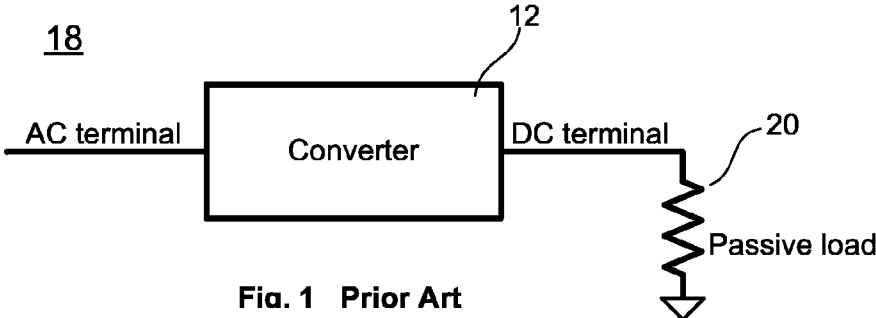 18
12
AC terminal
Converter
DC terminal
20
Passive load
Fig. 1 Prior Art